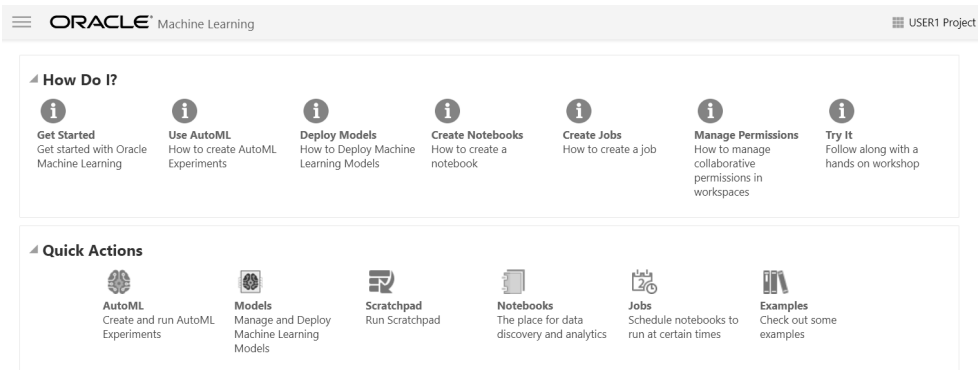 ORACLE® Machine Learning
USER1 Project
How Do I?
Get Started
Get started with Oracle
Machine Learning
Use AutoML
How to create AutoML
Experiments
Deploy Models
How to Deploy Machine
Learning Models
Create Notebooks
How to create a
notebook
Create Jobs
How to create a job
Manage Permissions
How to manage
collaborative
permissions in
workspaces
Try It
Follow along with a
hands on workshop
Quick Actions
AutoML
Create and run AutoML
Experiments
Models
Manage and Deploy
Machine Learning
Models
Scratchpad
Run Scratchpad
Notebooks
The place for data
discovery and analytics
Jobs
Schedule notebooks to
run at certain times
Examples
Check out some
examples